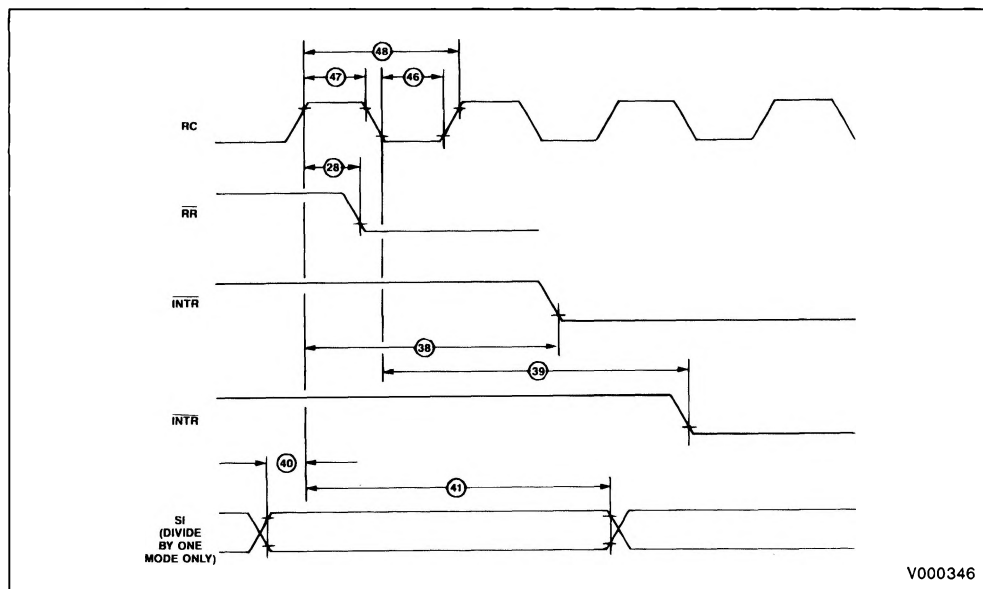 48
47
46
RC
28
RR
INTR
38
39
INTR
40
41
SI
(DIVIDE
BY ONE
MODE ONLY)
V000346